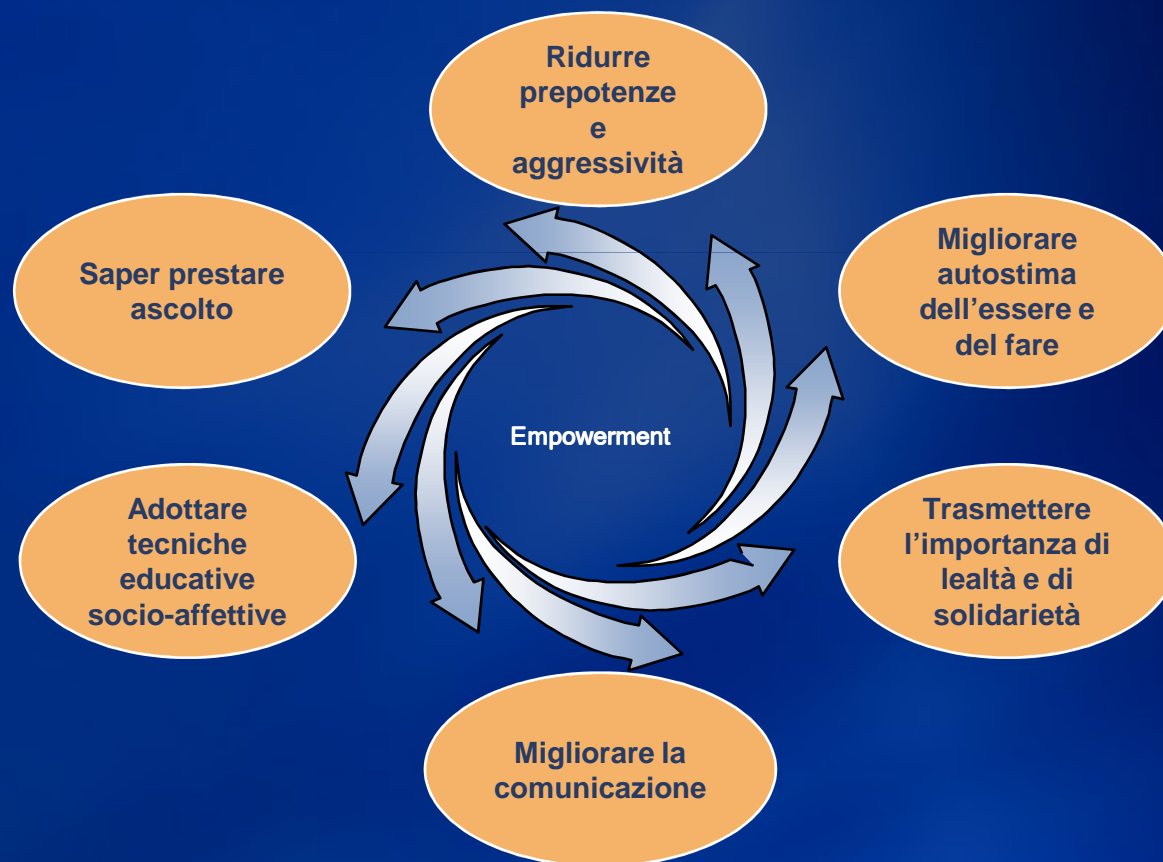 Ridurre
prepotenze
e
aggressività
Saper prestare
ascolto
Migliorare
autostima
dell’essere e
del fare
Empowerment
Adottare
tecniche
educative
socio-affettive
Trasmettere
l’importanza di
lealtà e di
solidarietà
Migliorare la
comunicazione